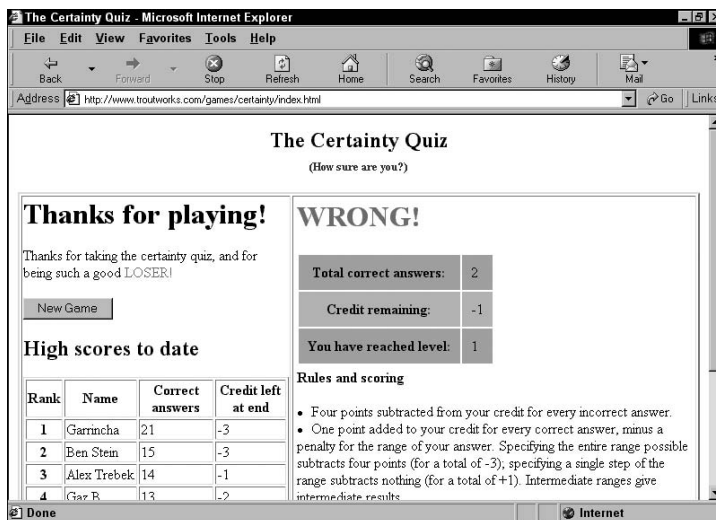 The Certainty Quiz - Microsoft Internet Explorer
File Edit View Favorites Tools Help
Back Forward Stop Refresh Home Search Favorites History Mail
Address http://www.troutworks.com/games/certainty/index.html Go Links
The Certainty Quiz
(How sure are you?)
Thanks for playing!
Thanks for taking the certainty quiz, and for
being such a good LOSER!
New Game
High scores to date
Rank Name Correct answers Credit left at end
1 Garrincha 21 -3
2 Ben Stein 15 -3
3 Alex Trebek 14 -1
4 Gaz B 13 -2
WRONG!
Total correct answers: 2
Credit remaining: -1
You have reached level: 1
Rules and scoring
• Four points subtracted from your credit for every incorrect answer.
• One point added to your credit for every correct answer, minus a
penalty for the range of your answer. Specifying the entire range possible
subtracts four points (for a total of -3); specifying a single step of the
range subtracts nothing (for a total of +1). Intermediate ranges give
intermediate results.
Done Internet